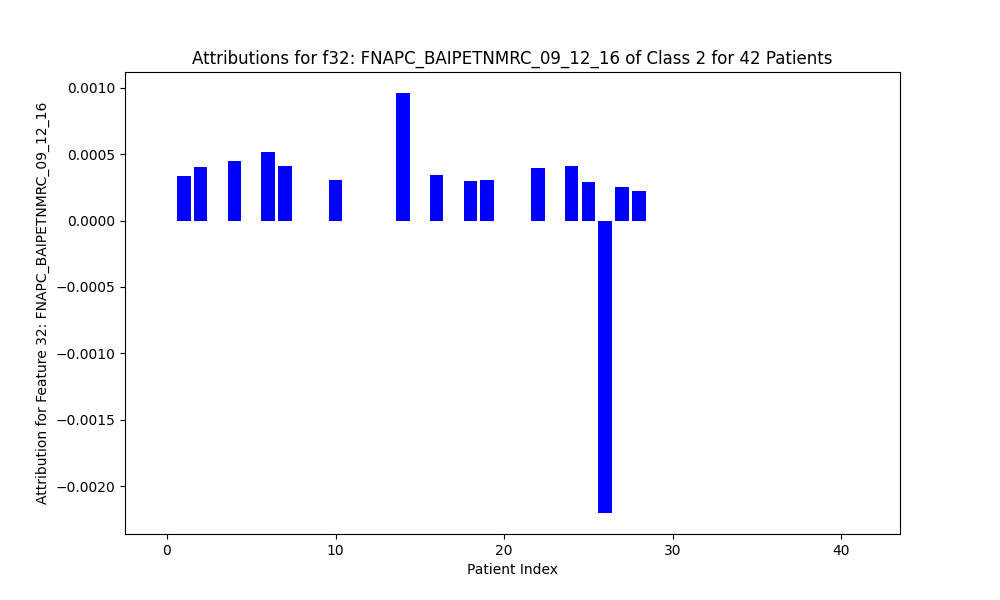 Attributions for f32: FNAPC_BAIPETNMRC_09_12_16 of Class 2 for 42 Patients
Attribution for Feature 32: FNAPC_BAIPETNMRC_09_12_16
0.0010
0.0005
0.0000
−0.0005
−0.0010
−0.0015
−0.0020
0 10 20 30 40
Patient Index